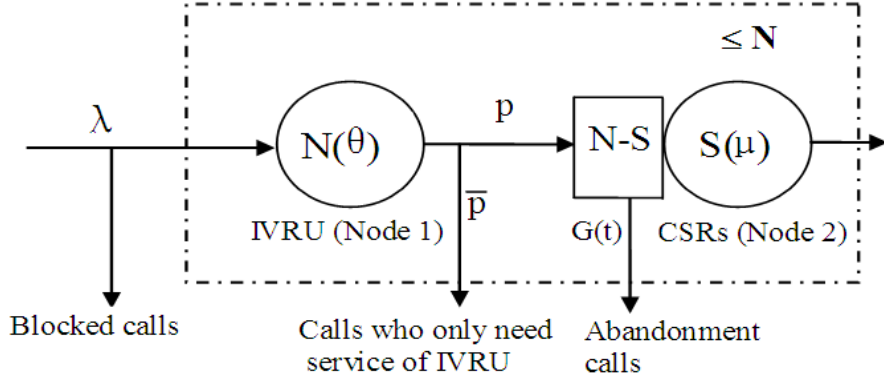 ≤ N
λ
N(θ)
p
N-S
S(μ)
p̅
IVRU (Node 1)
G(t)
CSRs (Node 2)
Blocked calls
Calls who only need
service of IVRU
Abandonment
calls